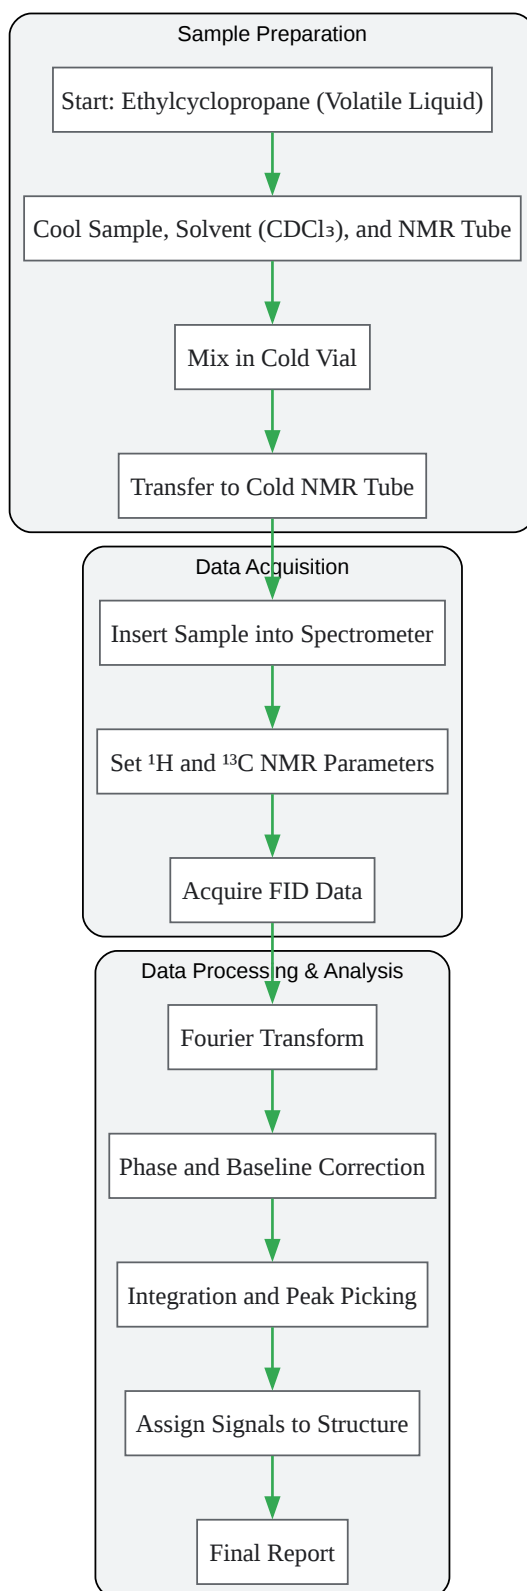 Sample Preparation
Start: Ethylcyclopropane (Volatile Liquid)
Cool Sample, Solvent (CDCl₃), and NMR Tube
Mix in Cold Vial
Transfer to Cold NMR Tube
Data Acquisition
Insert Sample into Spectrometer
Set ¹H and ¹³C NMR Parameters
Acquire FID Data
Data Processing & Analysis
Fourier Transform
Phase and Baseline Correction
Integration and Peak Picking
Assign Signals to Structure
Final Report